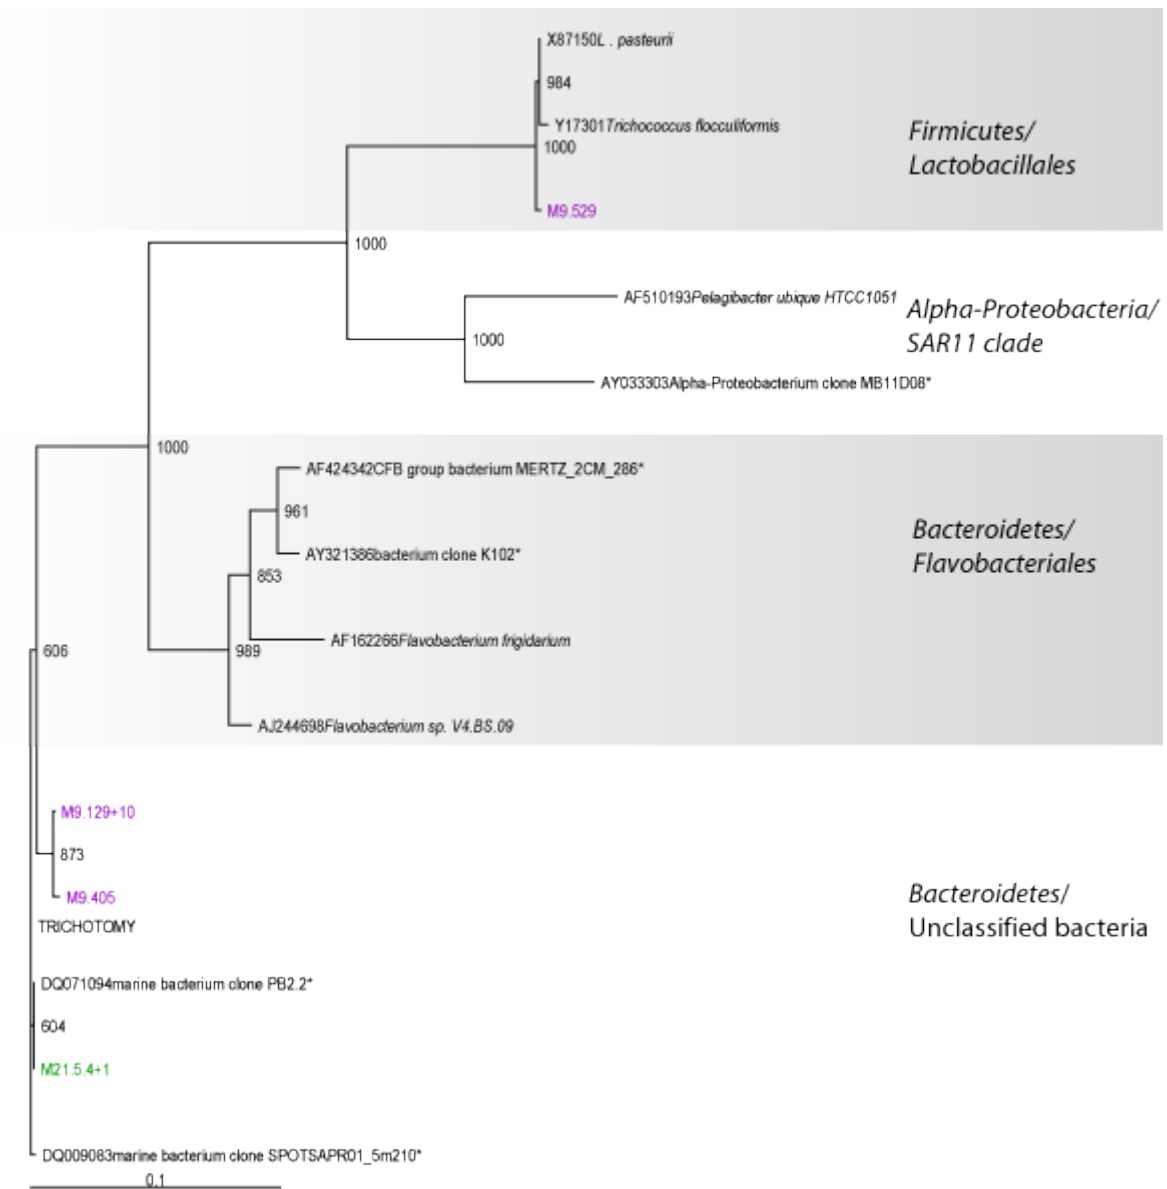 X87150L . pasteurii
984
Y17301Trichococcus flocculiformis
Firmicutes/
Lactobacillales
1000
M9.529
1000
AF510193Pelagibacter ubique HTCC1051
Alpha-Proteobacteria/
SAR11 clade
1000
AY033303Alpha-Proteobacterium clone MB11D08*
1000
AF424342CFB group bacterium MERTZ_2CM_286*
961
Bacteroidetes/
Flavobacteriales
AY321386bacterium clone K102*
853
AF162266Flavobacterium frigidarium
606
989
AJ244698Flavobacterium sp. V4.BS.09
M9.129+10
873
M9.405
Bacteroidetes/
Unclassified bacteria
TRICHOTOMY
DQ071094marine bacterium clone PB2.2*
604
M21.5.4+1
DQ009083marine bacterium clone SPOTSAPR01_5m210*
0.1